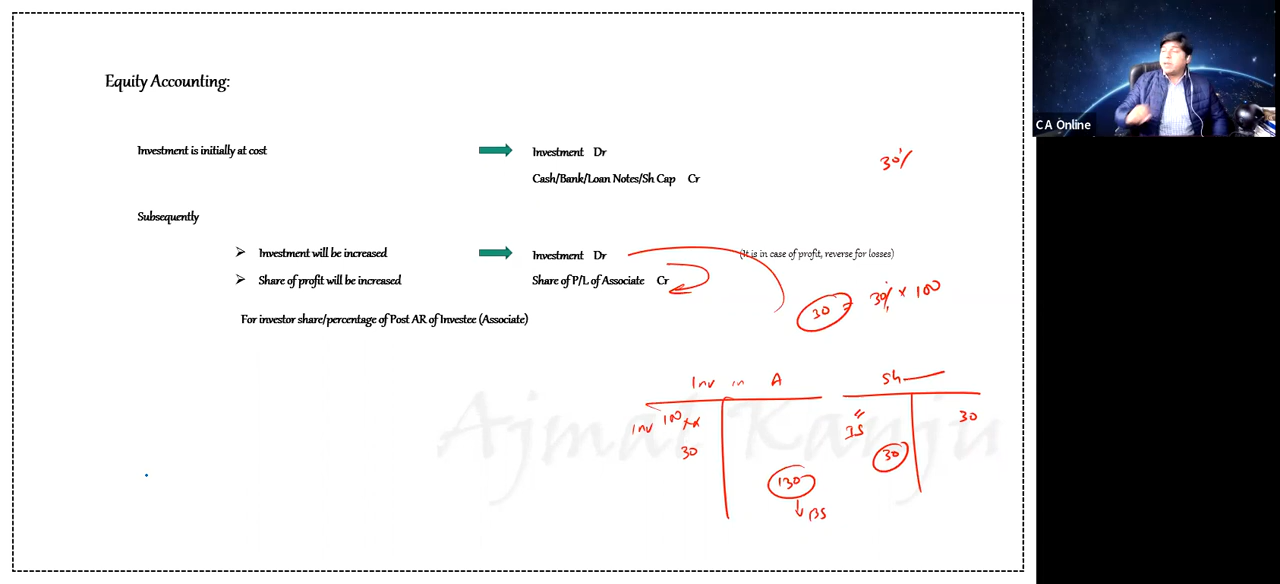 Equity Accounting:
Investment is initially at cost
Investment Dr
Cash/Bank/Loan Notes/Sh Cap Cr
30%
Subsequently
➢ Investment will be increased
Investment Dr
(It is in case of profit, reverse for losses)
➢ Share of profit will be increased
Share of P/L of Associate Cr
30 = 30% x 100
For investor share/percentage of Post AR of Investee (Associate)
Inv in A
Sh
Inv 100
30
30
30
130
BS
Ajmal Kanju
C A Online